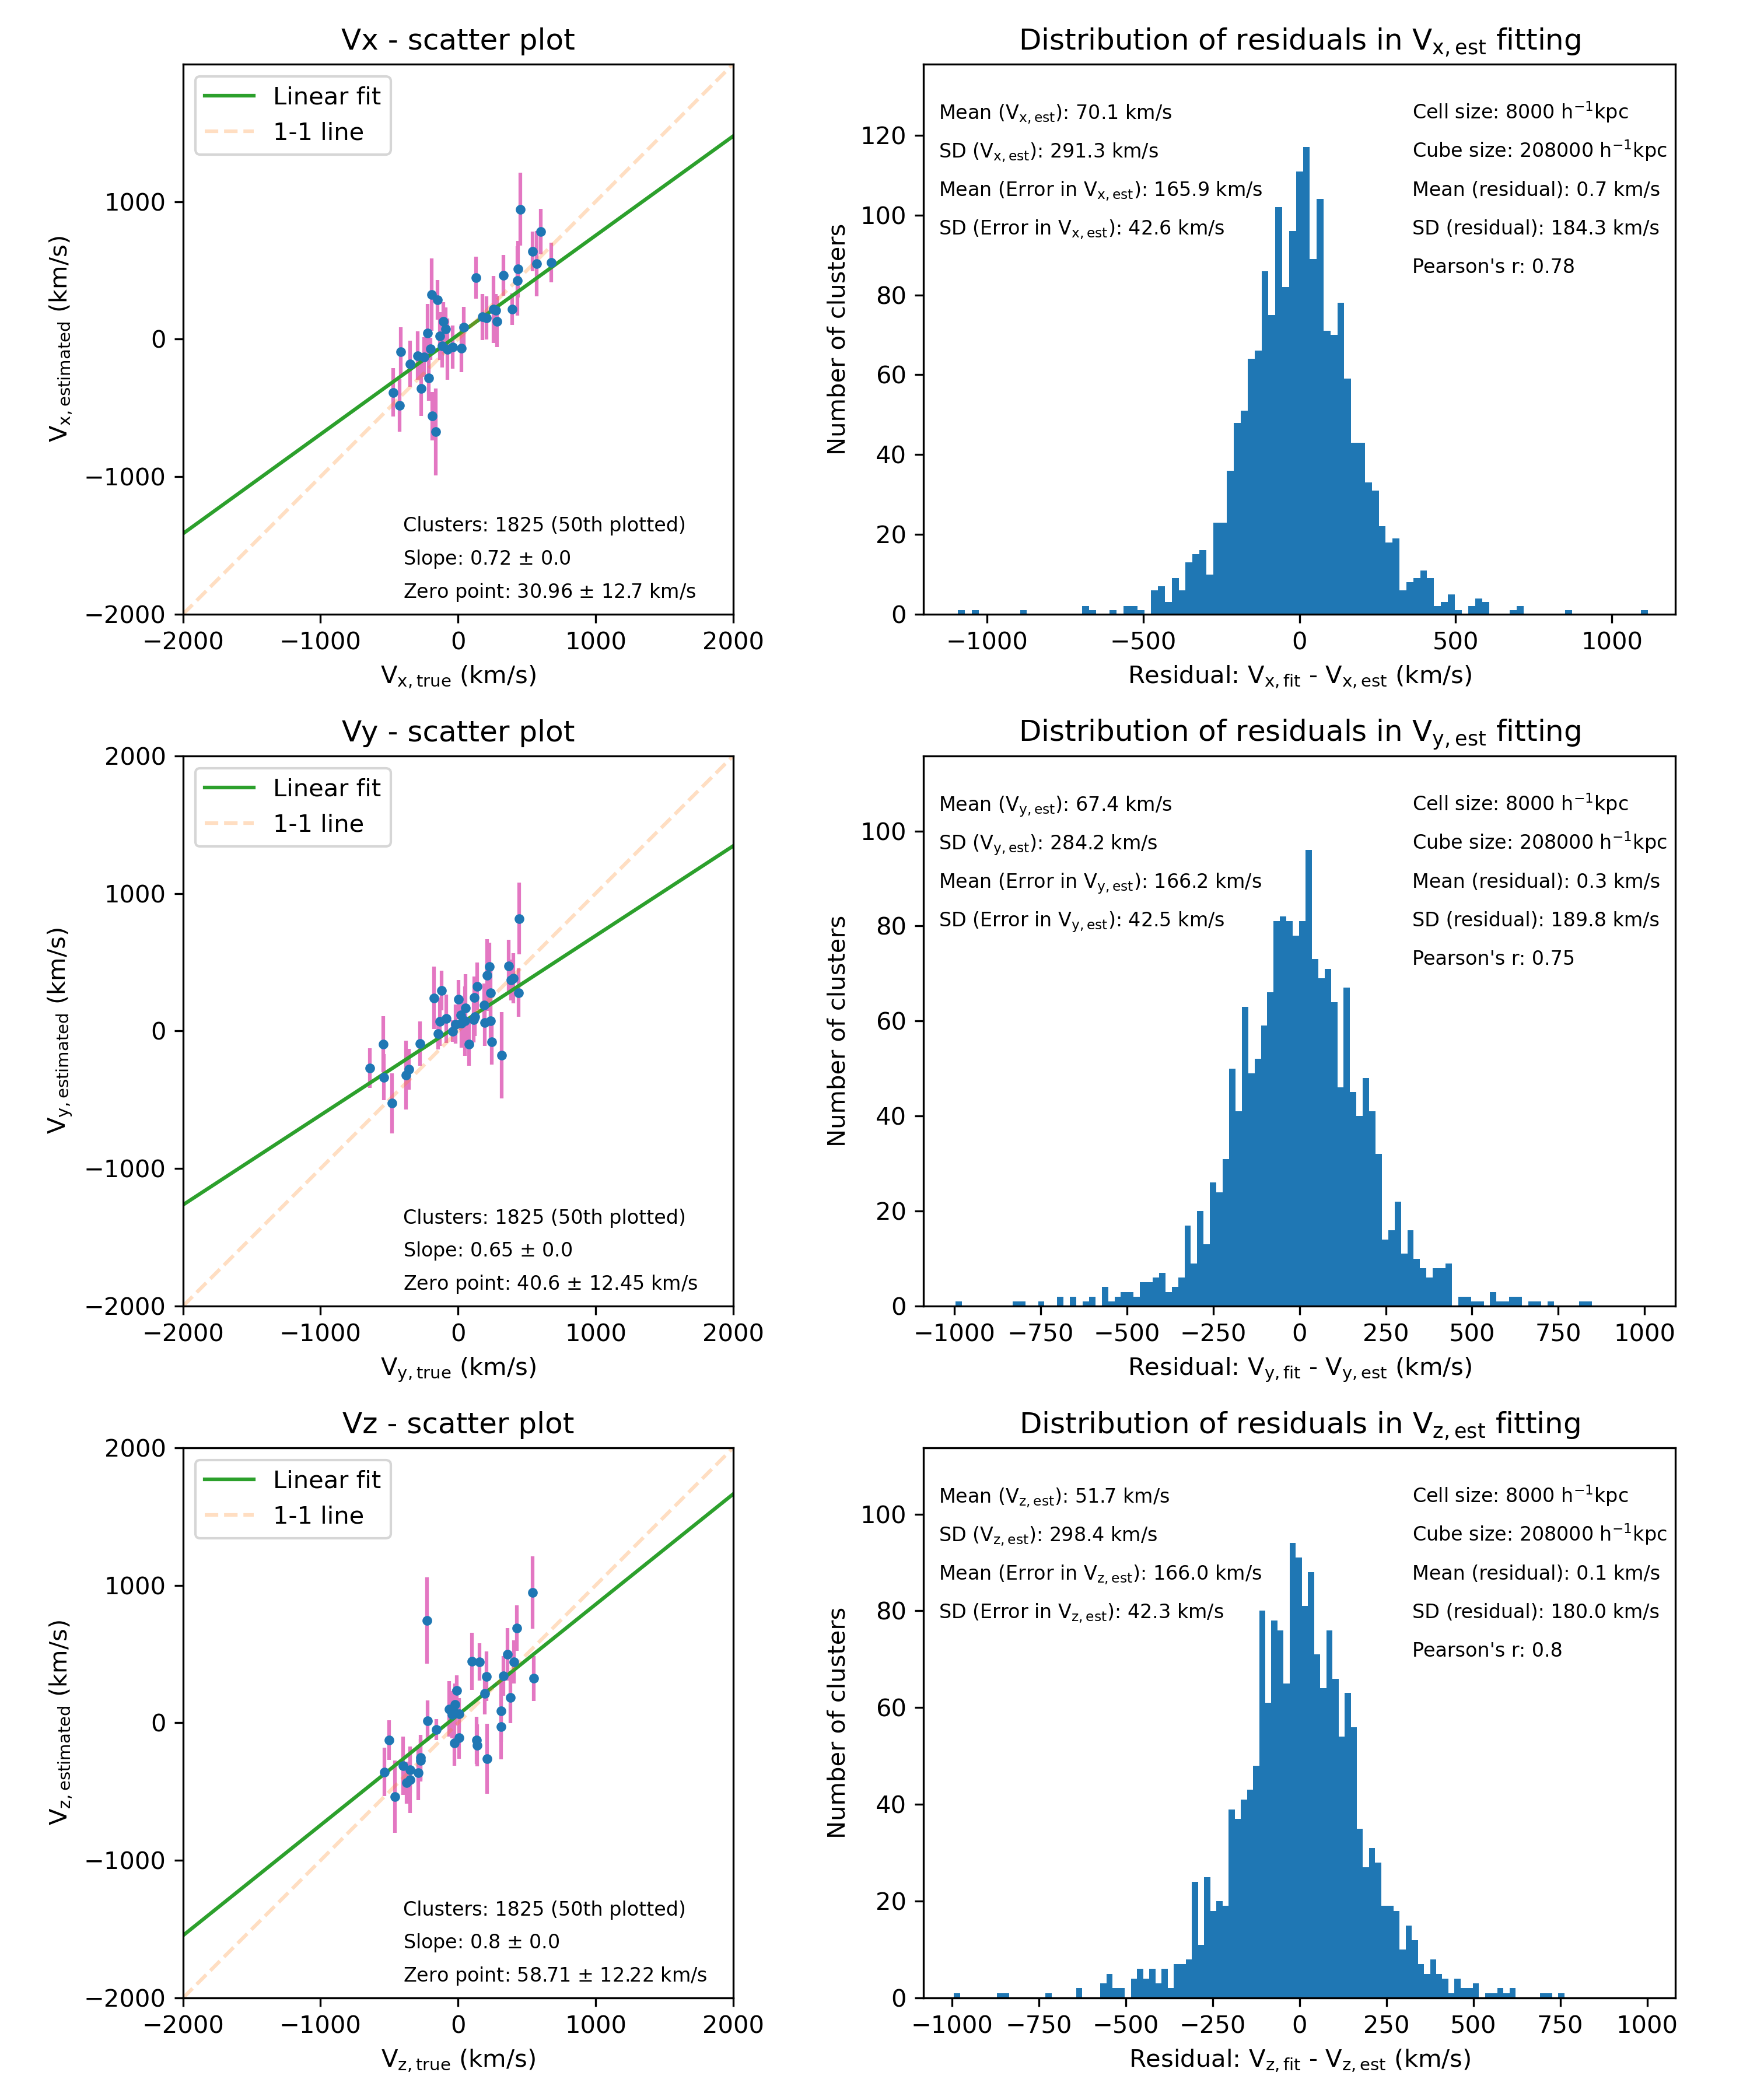 Vx - scatter plot
Linear fit
1-1 line
1000
0
−1000
−2000
V_x, estimated (km/s)
Clusters: 1825 (50th plotted)
Slope: 0.72 ± 0.0
Zero point: 30.96 ± 12.7 km/s
−2000 −1000 0 1000 2000
V_x, true (km/s)
Distribution of residuals in V_x, est fitting
Mean (V_x, est): 70.1 km/s
SD (V_x, est): 291.3 km/s
Mean (Error in V_x, est): 165.9 km/s
SD (Error in V_x, est): 42.6 km/s
Cell size: 8000 h⁻¹kpc
Cube size: 208000 h⁻¹kpc
Mean (residual): 0.7 km/s
SD (residual): 184.3 km/s
Pearson's r: 0.78
120
100
80
60
40
20
0
Number of clusters
−1000 −500 0 500 1000
Residual: V_x, fit - V_x, est (km/s)
Vy - scatter plot
Linear fit
1-1 line
2000
1000
0
−1000
−2000
V_y, estimated (km/s)
Clusters: 1825 (50th plotted)
Slope: 0.65 ± 0.0
Zero point: 40.6 ± 12.45 km/s
−2000 −1000 0 1000 2000
V_y, true (km/s)
Distribution of residuals in V_y, est fitting
Mean (V_y, est): 67.4 km/s
SD (V_y, est): 284.2 km/s
Mean (Error in V_y, est): 166.2 km/s
SD (Error in V_y, est): 42.5 km/s
Cell size: 8000 h⁻¹kpc
Cube size: 208000 h⁻¹kpc
Mean (residual): 0.3 km/s
SD (residual): 189.8 km/s
Pearson's r: 0.75
100
80
60
40
20
0
Number of clusters
−1000 −750 −500 −250 0 250 500 750 1000
Residual: V_y, fit - V_y, est (km/s)
Vz - scatter plot
Linear fit
1-1 line
2000
1000
0
−1000
−2000
V_z, estimated (km/s)
Clusters: 1825 (50th plotted)
Slope: 0.8 ± 0.0
Zero point: 58.71 ± 12.22 km/s
−2000 −1000 0 1000 2000
V_z, true (km/s)
Distribution of residuals in V_z, est fitting
Mean (V_z, est): 51.7 km/s
SD (V_z, est): 298.4 km/s
Mean (Error in V_z, est): 166.0 km/s
SD (Error in V_z, est): 42.3 km/s
Cell size: 8000 h⁻¹kpc
Cube size: 208000 h⁻¹kpc
Mean (residual): 0.1 km/s
SD (residual): 180.0 km/s
Pearson's r: 0.8
100
80
60
40
20
0
Number of clusters
−1000 −750 −500 −250 0 250 500 750 1000
Residual: V_z, fit - V_z, est (km/s)